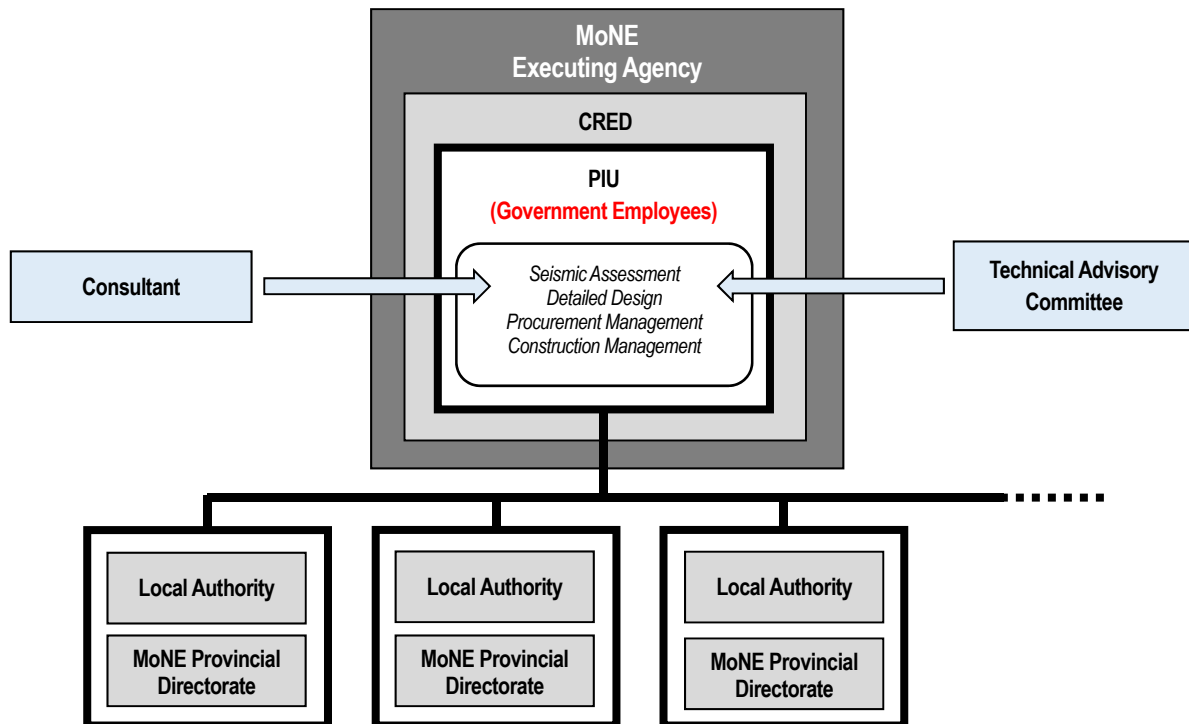 MoNE
Executing Agency
CRED
PIU
(Government Employees)
Seismic Assessment
Detailed Design
Procurement Management
Construction Management
Consultant
Technical Advisory
Committee
Local Authority
MoNE Provincial
Directorate
Local Authority
MoNE Provincial
Directorate
Local Authority
MoNE Provincial
Directorate